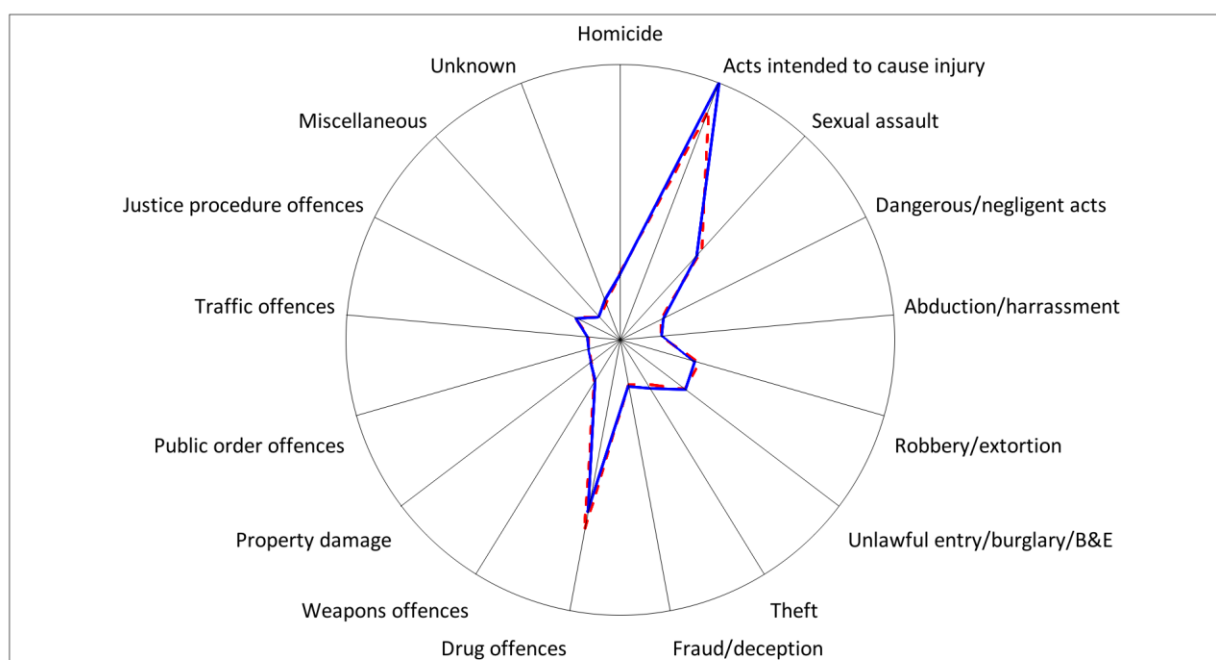 Homicide
Unknown
Acts intended to cause injury
Miscellaneous
Sexual assault
Justice procedure offences
Dangerous/negligent acts
Traffic offences
Abduction/harrassment
Public order offences
Robbery/extortion
Property damage
Unlawful entry/burglary/B&E
Weapons offences
Theft
Drug offences
Fraud/deception